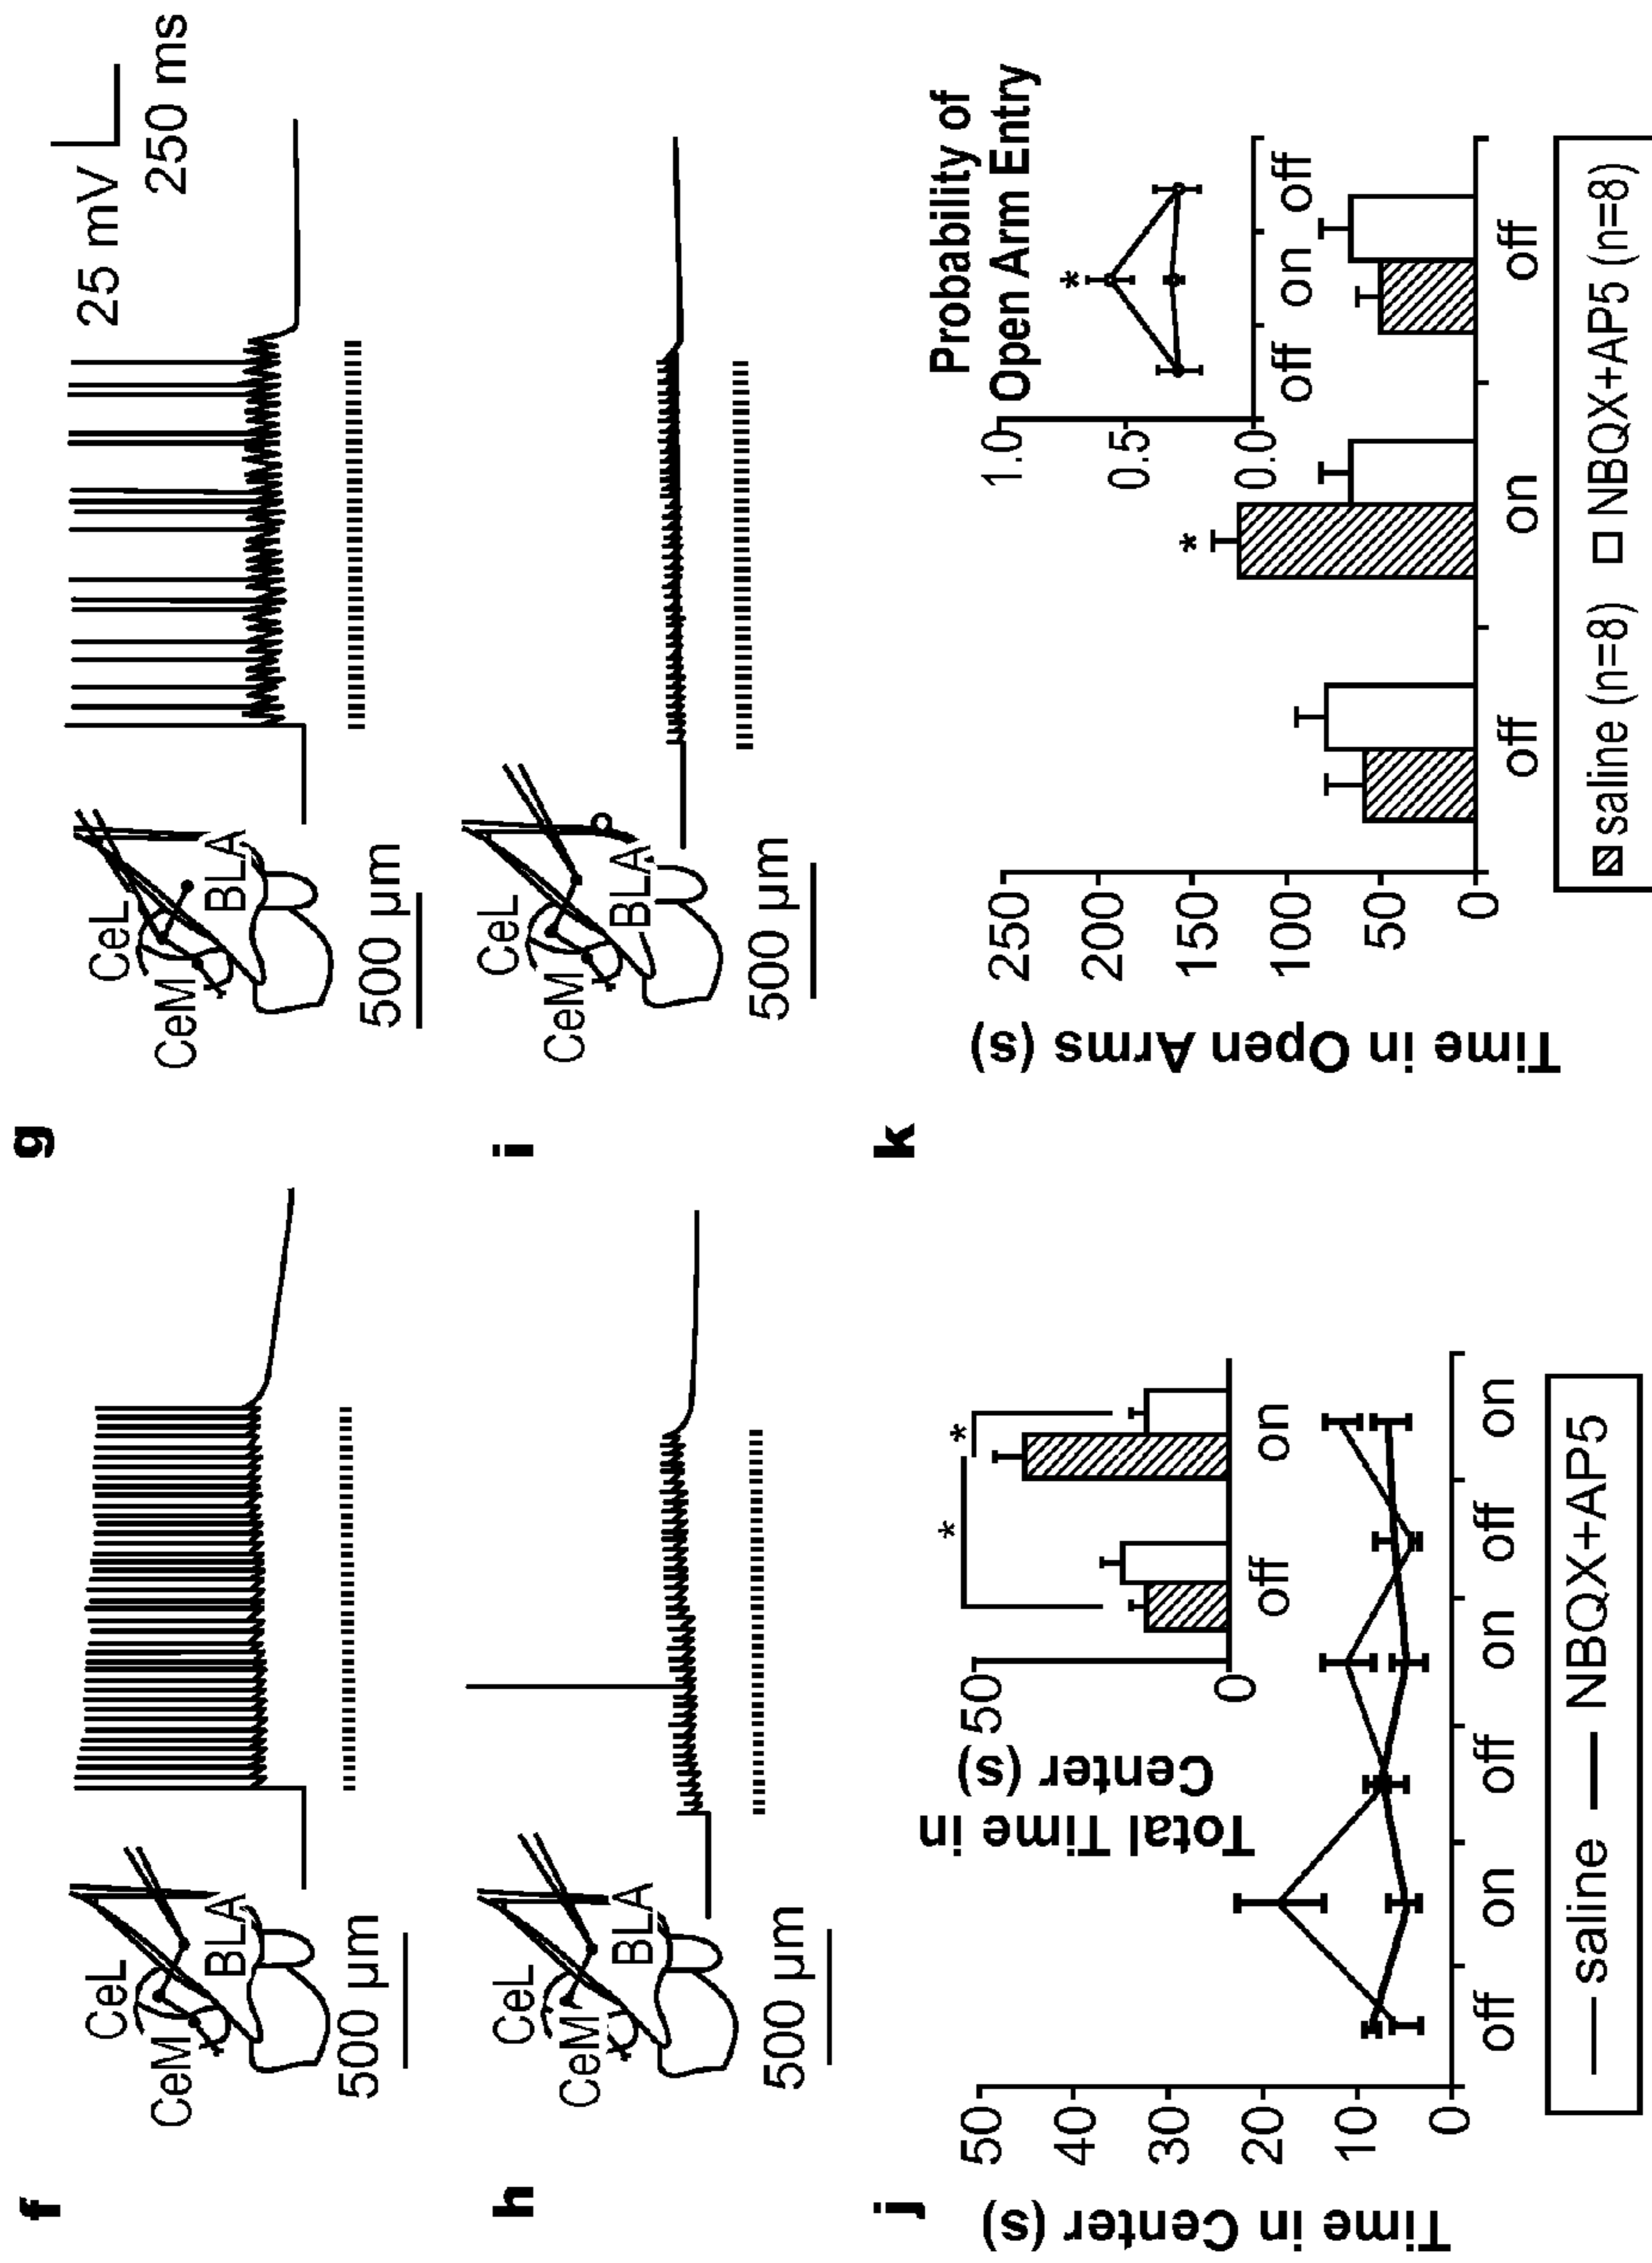 f
CeL
CeM
BLA
500 µm
g
CeL
CeM
BLA
500 µm
25 mV
250 ms
h
CeL
CeM
BLA
500 µm
i
CeL
CeM
BLA
500 µm
j
Time in Center (s)
50
40
30
20
10
0
off
on
off
on
off
on
Total Time in
Center (s)
50
0
*
*
off
on
saline
NBQX+AP5
k
Time in Open Arms (s)
250
200
150
100
50
0
*
off
on
off
Probability of
Open Arm Entry
1.0
0.5
0.0
*
off on off
saline (n=8) NBQX+AP5 (n=8)